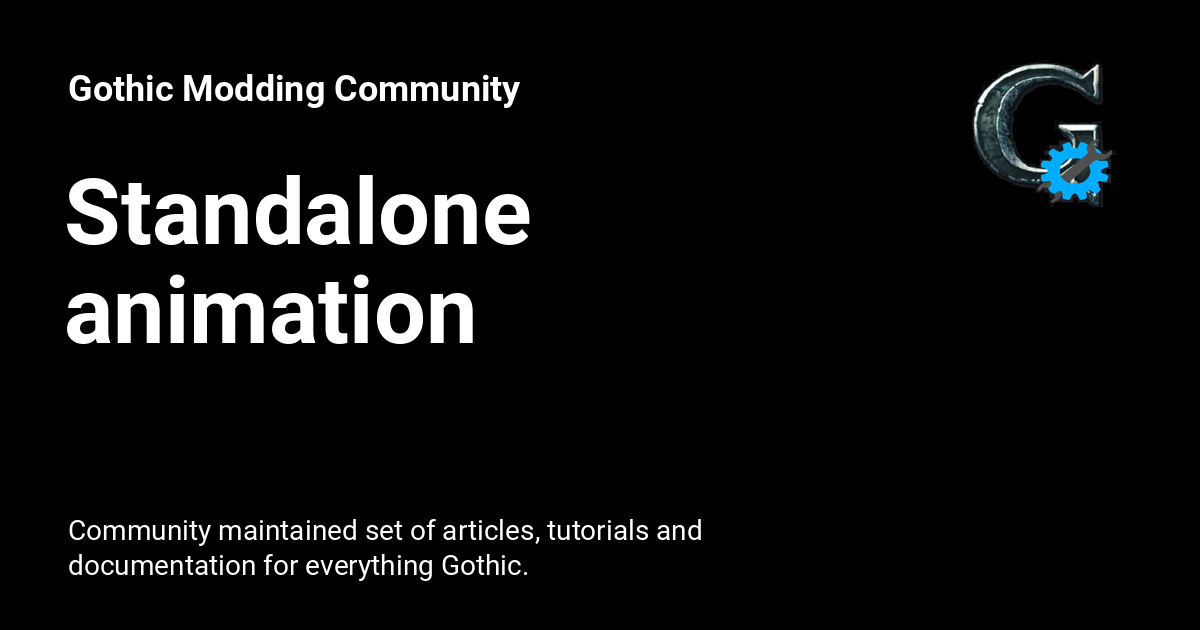 Gothic Modding Community
G
Standalone
animation
Community maintained set of articles, tutorials and
documentation for everything Gothic.